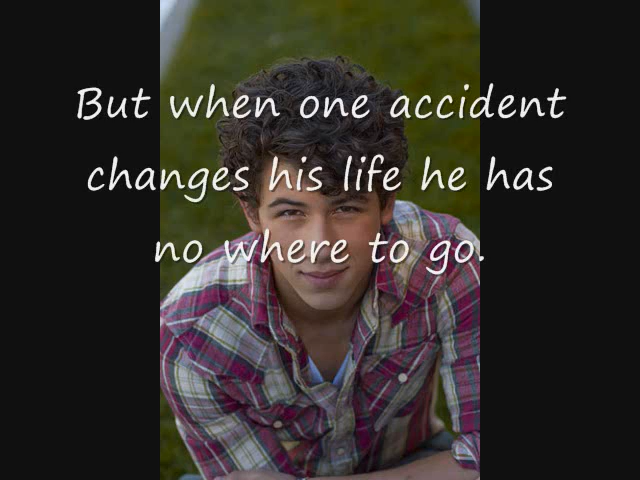 But when one accident
changes his life he has
no where to go.